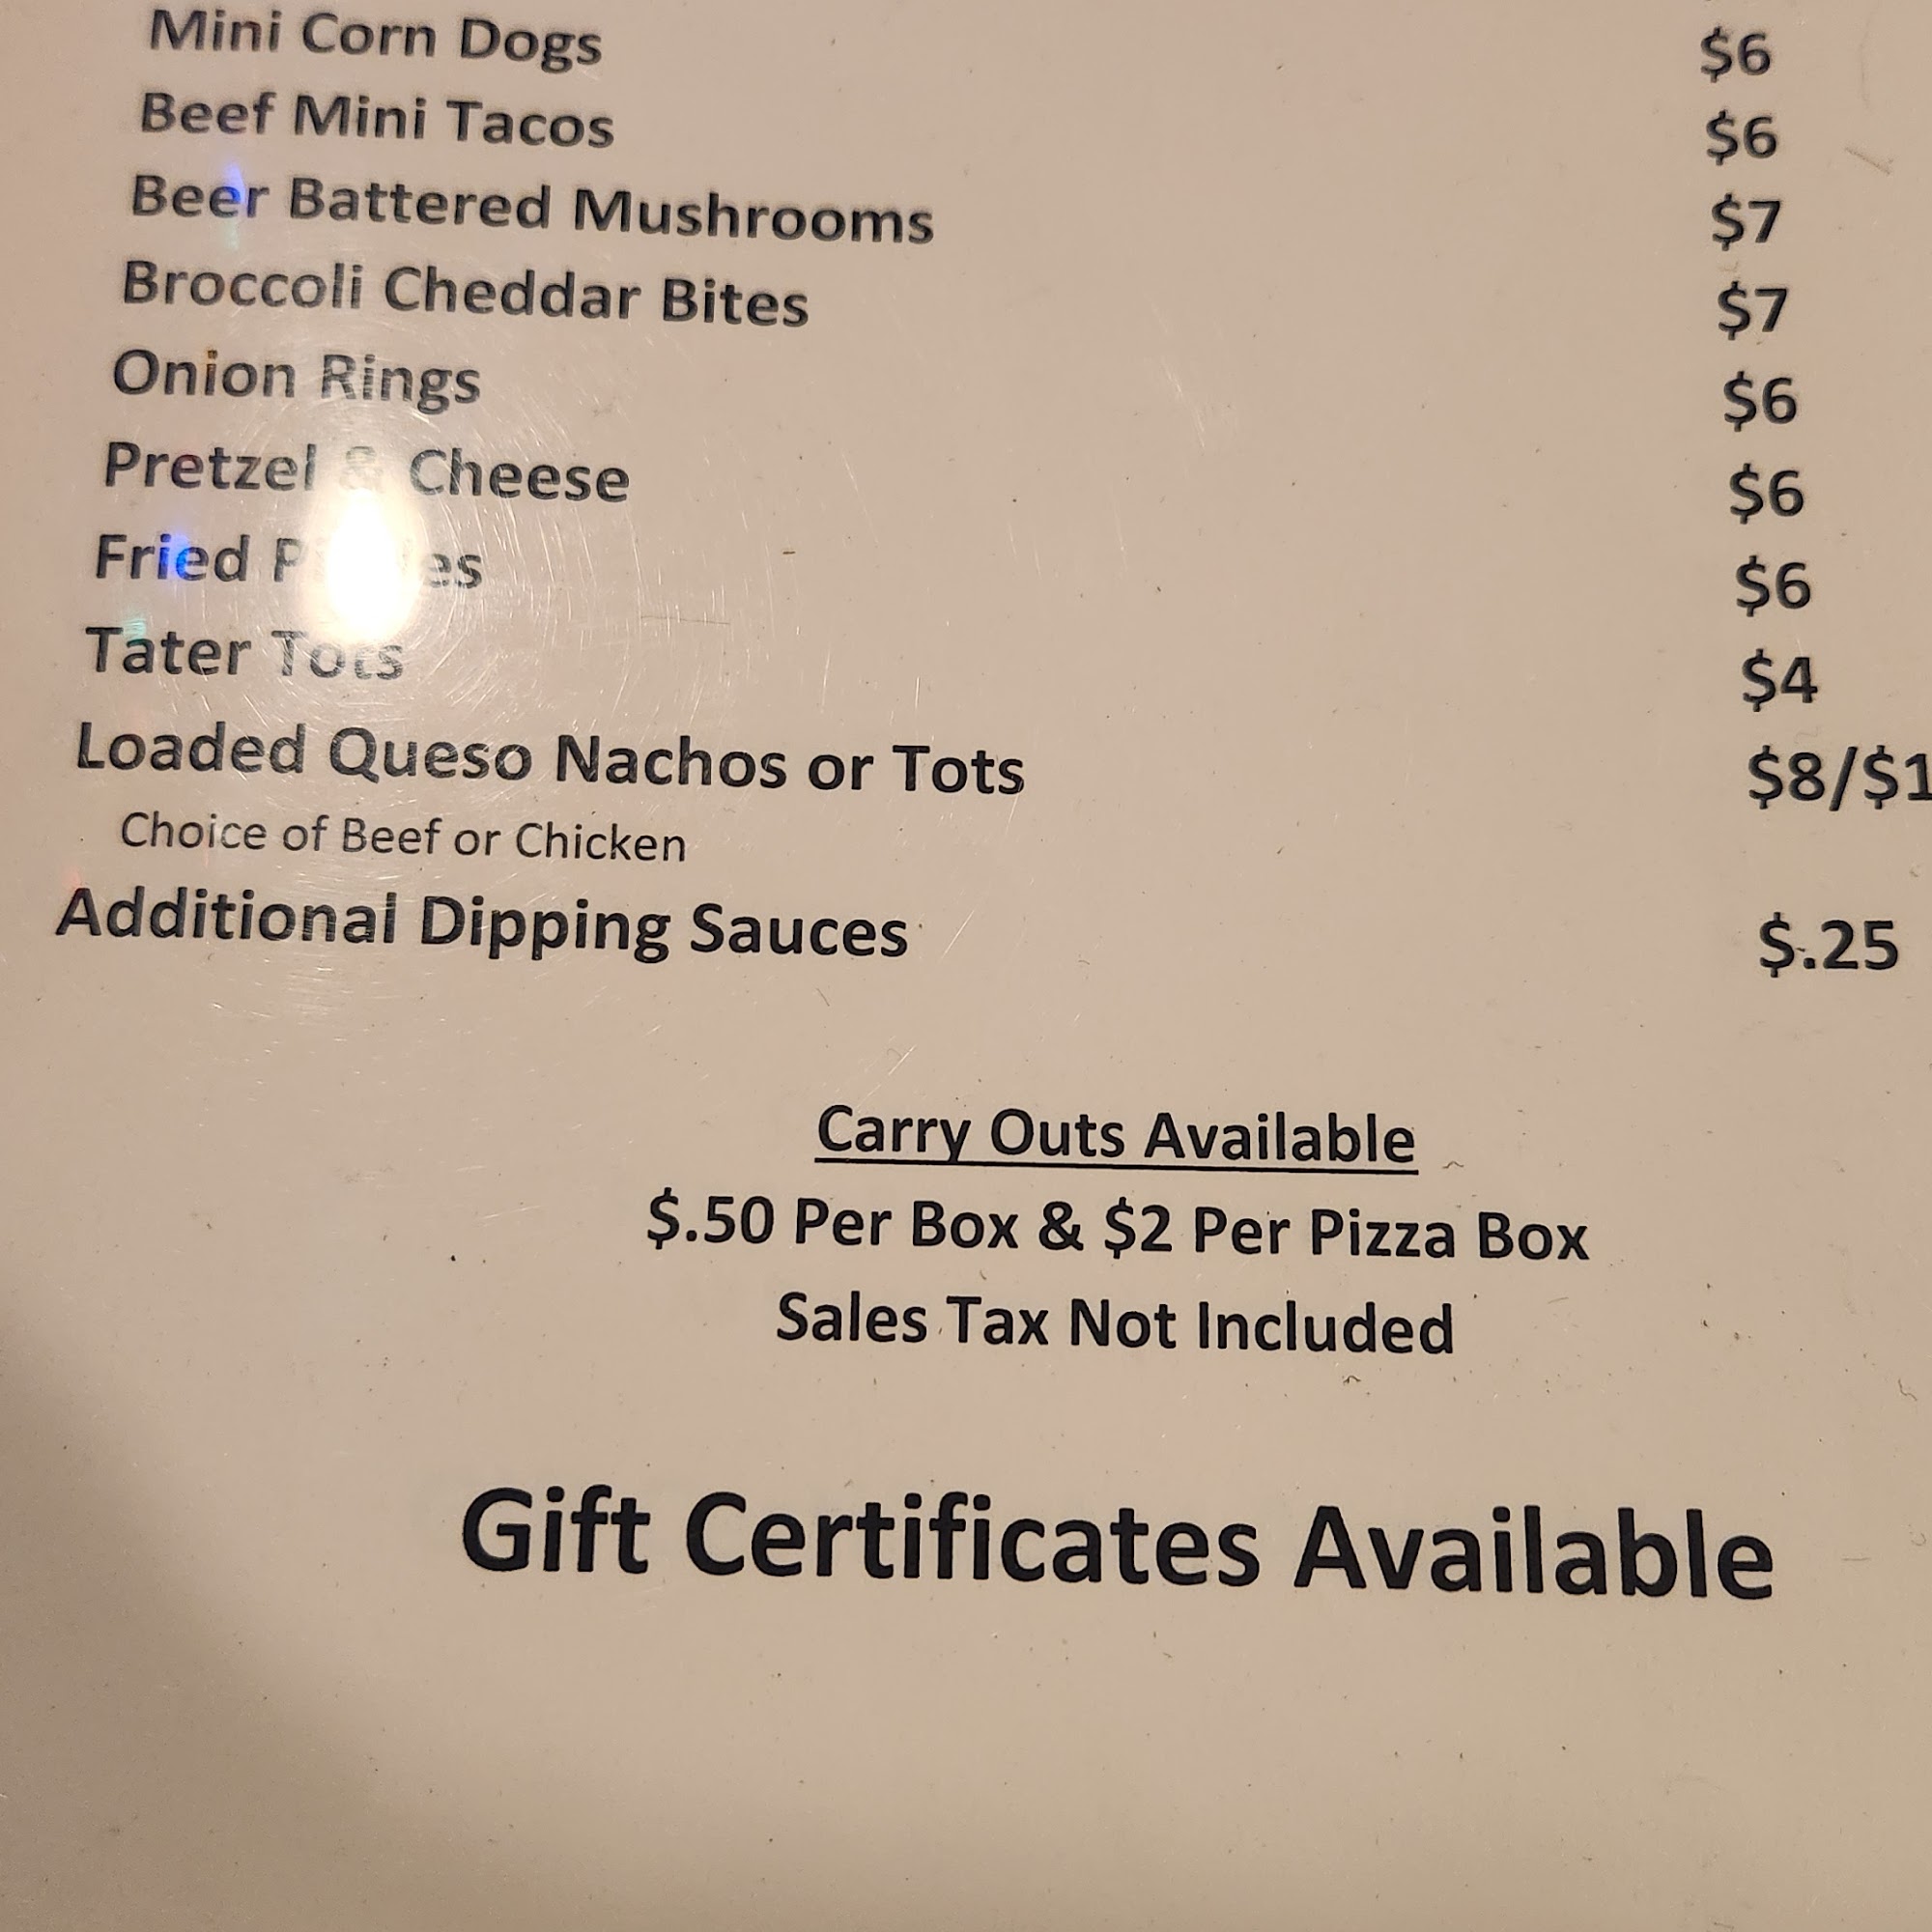 Mini Corn Dogs $6
Beef Mini Tacos $6
Beer Battered Mushrooms $7
Broccoli Cheddar Bites $7
Onion Rings $6
Pretzel & Cheese $6
Fried $6
Tater Tots $4
Loaded Queso Nachos or Tots $8/$1
Choice of Beef or Chicken
Additional Dipping Sauces $.25
Carry Outs Available
$.50 Per Box & $2 Per Pizza Box
Sales Tax Not Included
Gift Certificates Available